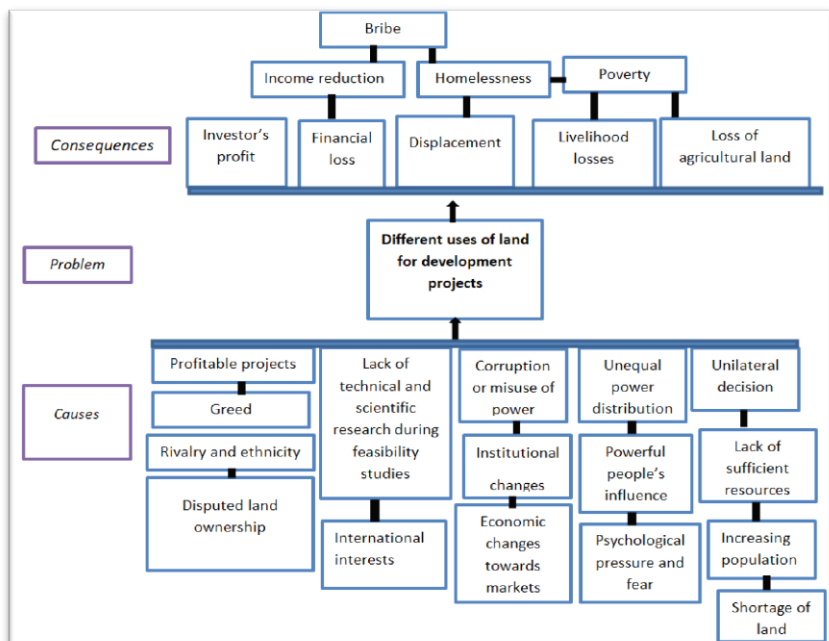 Bribe
Income reduction
Homelessness
Poverty
Consequences
Investor's
profit
Financial
loss
Displacement
Livelihood
losses
Loss of
agricultural land
Problem
Different uses of land
for development
projects
Causes
Profitable projects
Greed
Rivalry and ethnicity
Disputed land
ownership
Lack of
technical and
scientific
research during
feasibility
studies
International
interests
Corruption
or misuse of
power
Institutional
changes
Economic
changes
towards
markets
Unequal
power
distribution
Powerful
people's
influence
Psychological
pressure and
fear
Unilateral
decision
Lack of
sufficient
resources
Increasing
population
Shortage of
land